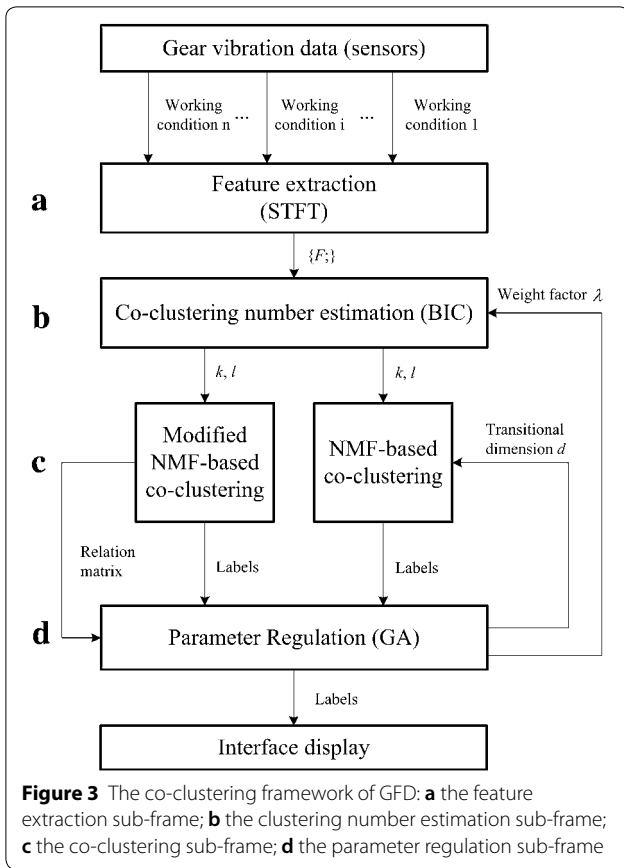 Gear vibration data (sensors)
Working condition n
...
Working condition i
...
Working condition 1
a
Feature extraction
(STFT)
{F;}
Weight factor λ
b
Co-clustering number estimation (BIC)
k, l
k, l
Modified
NMF-based
co-clustering
NMF-based
co-clustering
Transitional
dimension d
c
Relation
matrix
Labels
Labels
d
Parameter Regulation (GA)
Labels
Interface display
Figure 3 The co-clustering framework of GFD: a the feature
extraction sub-frame; b the clustering number estimation sub-frame;
c the co-clustering sub-frame; d the parameter regulation sub-frame